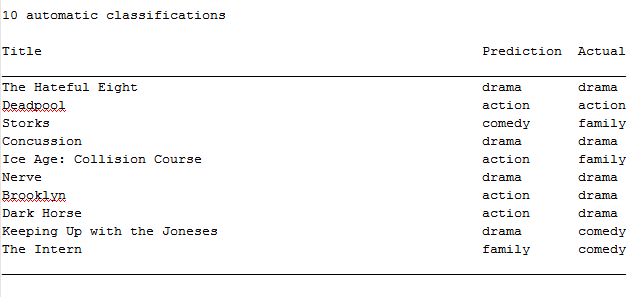 10 automatic classifications
Title Prediction Actual
The Hateful Eight drama drama
Deadpool action action
Storks comedy family
Concussion drama drama
Ice Age: Collision Course action family
Nerve drama drama
Brooklyn action drama
Dark Horse action drama
Keeping Up with the Joneses drama comedy
The Intern family comedy